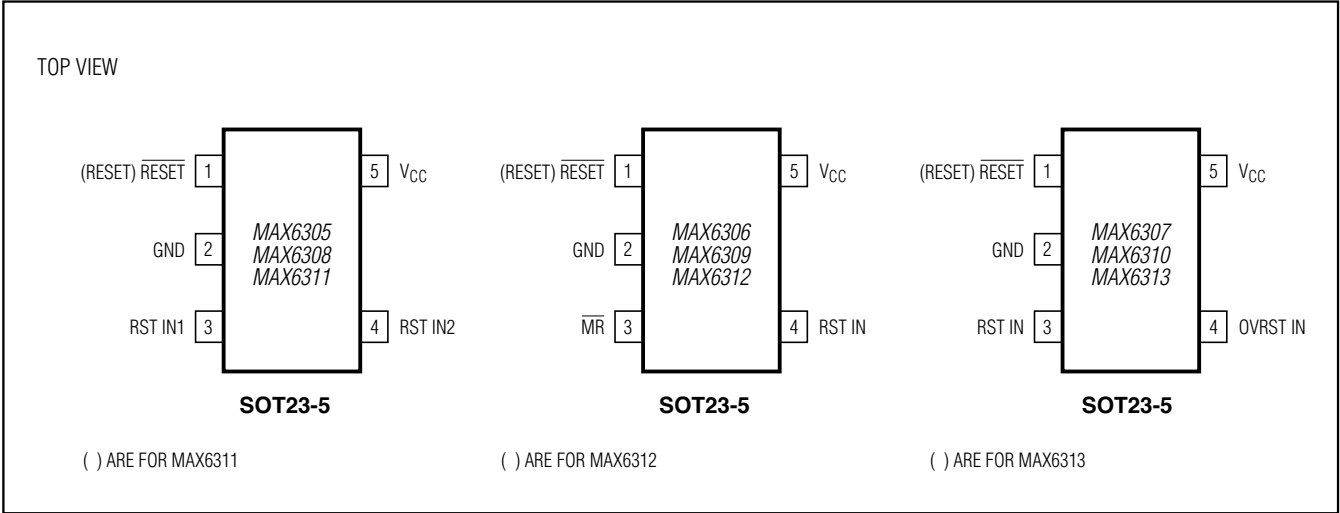 TOP VIEW
(RESET) RESET 1
5 VCC
GND 2
MAX6305
MAX6308
MAX6311
RST IN1 3
4 RST IN2
SOT23-5
( ) ARE FOR MAX6311
(RESET) RESET 1
5 VCC
GND 2
MAX6306
MAX6309
MAX6312
MR 3
4 RST IN
SOT23-5
( ) ARE FOR MAX6312
(RESET) RESET 1
5 VCC
GND 2
MAX6307
MAX6310
MAX6313
RST IN 3
4 OVRST IN
SOT23-5
( ) ARE FOR MAX6313